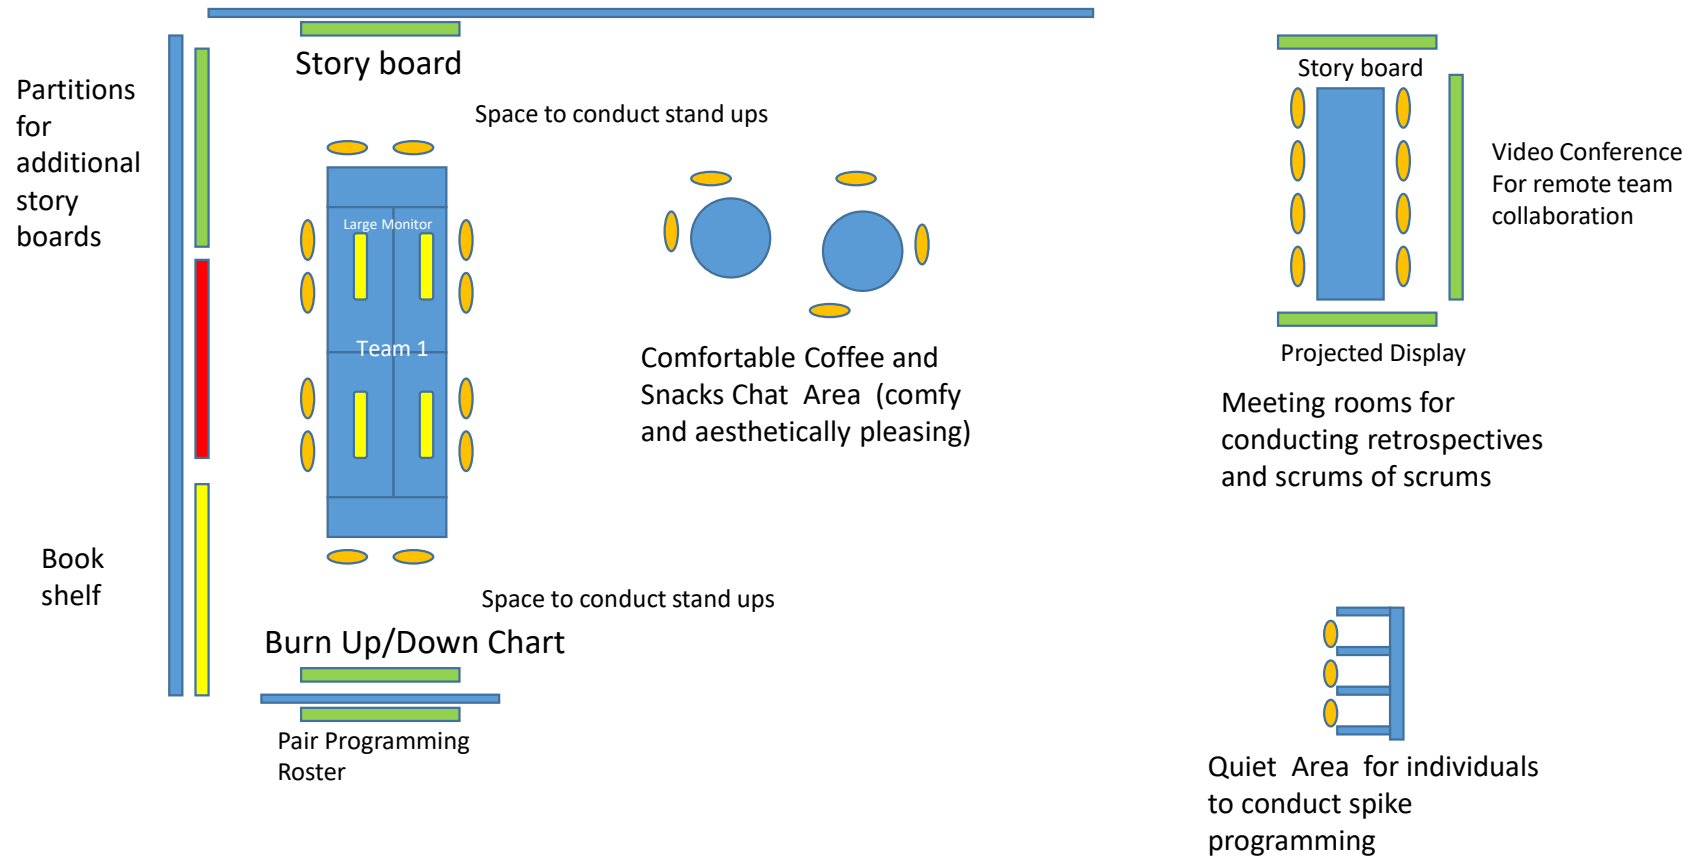 Story board
Partitions
for
additional
story
boards
Space to conduct stand ups
Large Monitor
Team 1
Comfortable Coffee and
Snacks Chat  Area  (comfy
and aesthetically pleasing)
Book
shelf
Space to conduct stand ups
Burn Up/Down Chart
Pair Programming
Roster
Story board
Video Conference
For remote team
collaboration
Projected Display
Meeting rooms for
conducting retrospectives
and scrums of scrums
Quiet  Area  for individuals
to conduct spike
programming